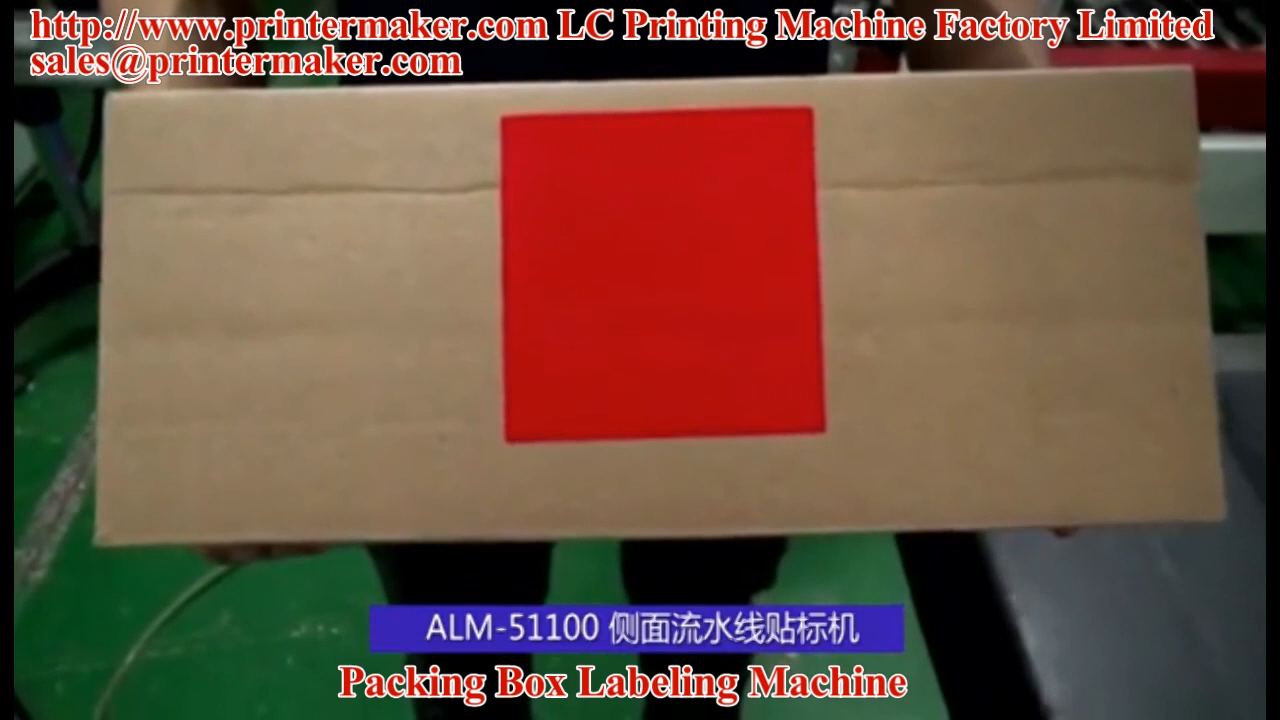 http://www.printermaker.com LC Printing Machine Factory Limited
sales@printermaker.com
ALM-51100 侧面流水线贴标机
Packing Box Labeling Machine